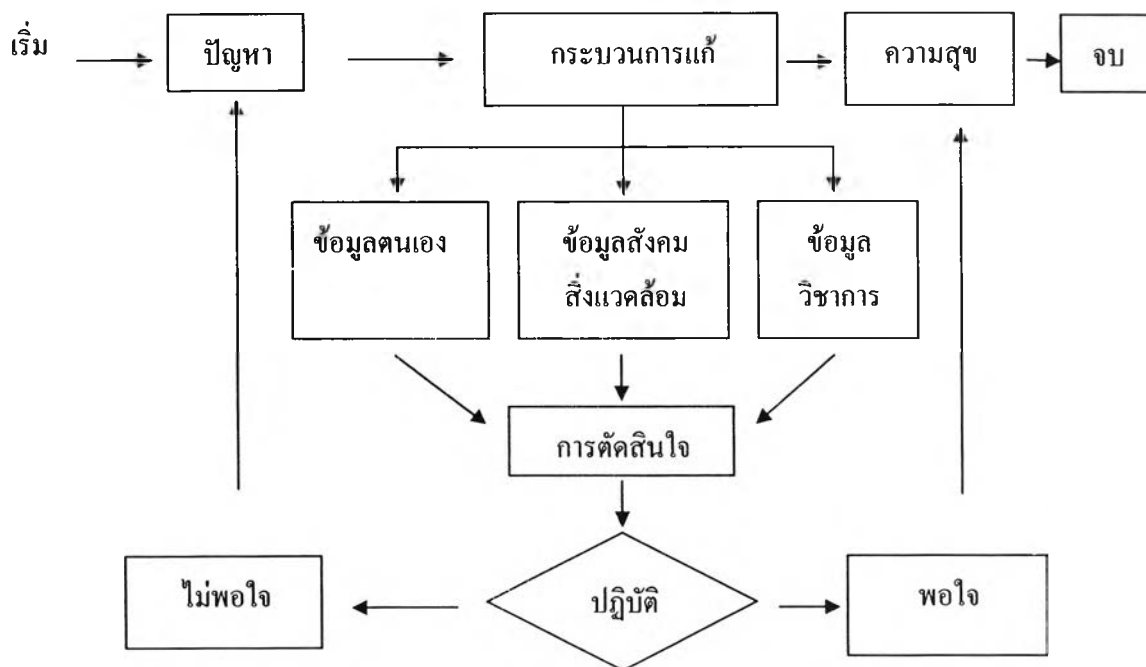 เริ่ม
ปัญหา
กระบวนการแก้
ความสุข
จบ
ข้อมูลตนเอง
ข้อมูลสังคม
สิ่งแวดล้อม
ข้อมูล
วิชาการ
การตัดสินใจ
ไม่พอใจ
ปฏิบัติ
พอใจ